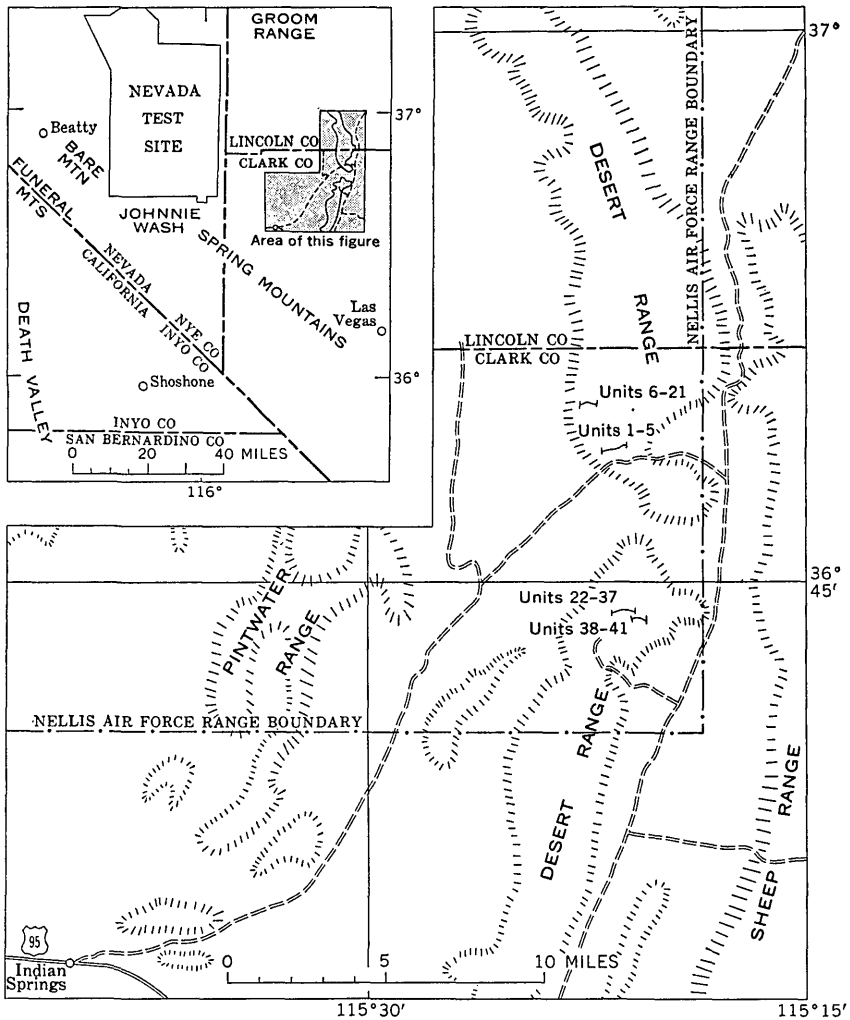 GROOM
RANGE
NEVADA
TEST
SITE
37°
Beatty
BARE
MTN
LINCOLN CO
CLARK CO
FUNERAL
MTS
JOHNNIE
WASH
Area of this figure
SPRING MOUNTAINS
NEVADA
CALIFORNIA
Las
Vegas
DEATH VALLEY
NYE CO
INYO CO
Shoshone
36°
INYO CO
SAN BERNARDINO CO
0 20 40 MILES
116°
37°
NELLIS AIR FORCE RANGE BOUNDARY
DESERT
RANGE
LINCOLN CO
CLARK CO
Units 6-21
Units 1-5
36°
45'
PINTWATER
RANGE
Units 22-37
Units 38-41
NELLIS AIR FORCE RANGE BOUNDARY
DESERT
RANGE
SHEEP
RANGE
95
Indian
Springs
0 5 10 MILES
115°30'
115°15'